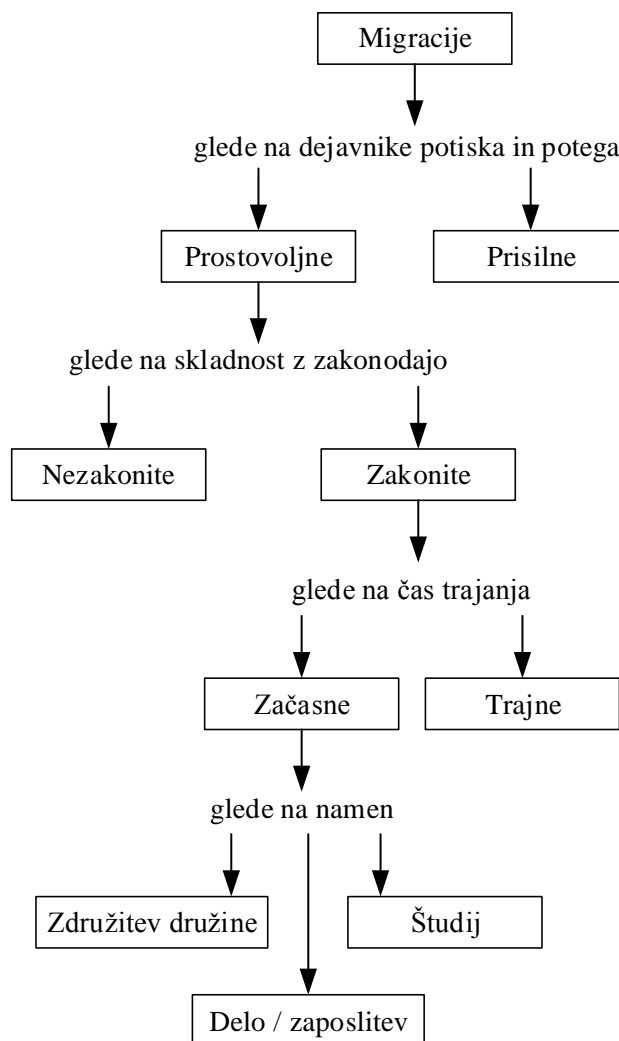 Migracije
glede na dejavnike potiska in potega
Prostovoljne
Prisilne
glede na skladnost z zakonodajo
Nezakonite
Zakonite
glede na čas trajanja
Začasne
Trajne
glede na namen
Združitev družine
Študij
Delo / zaposlitev